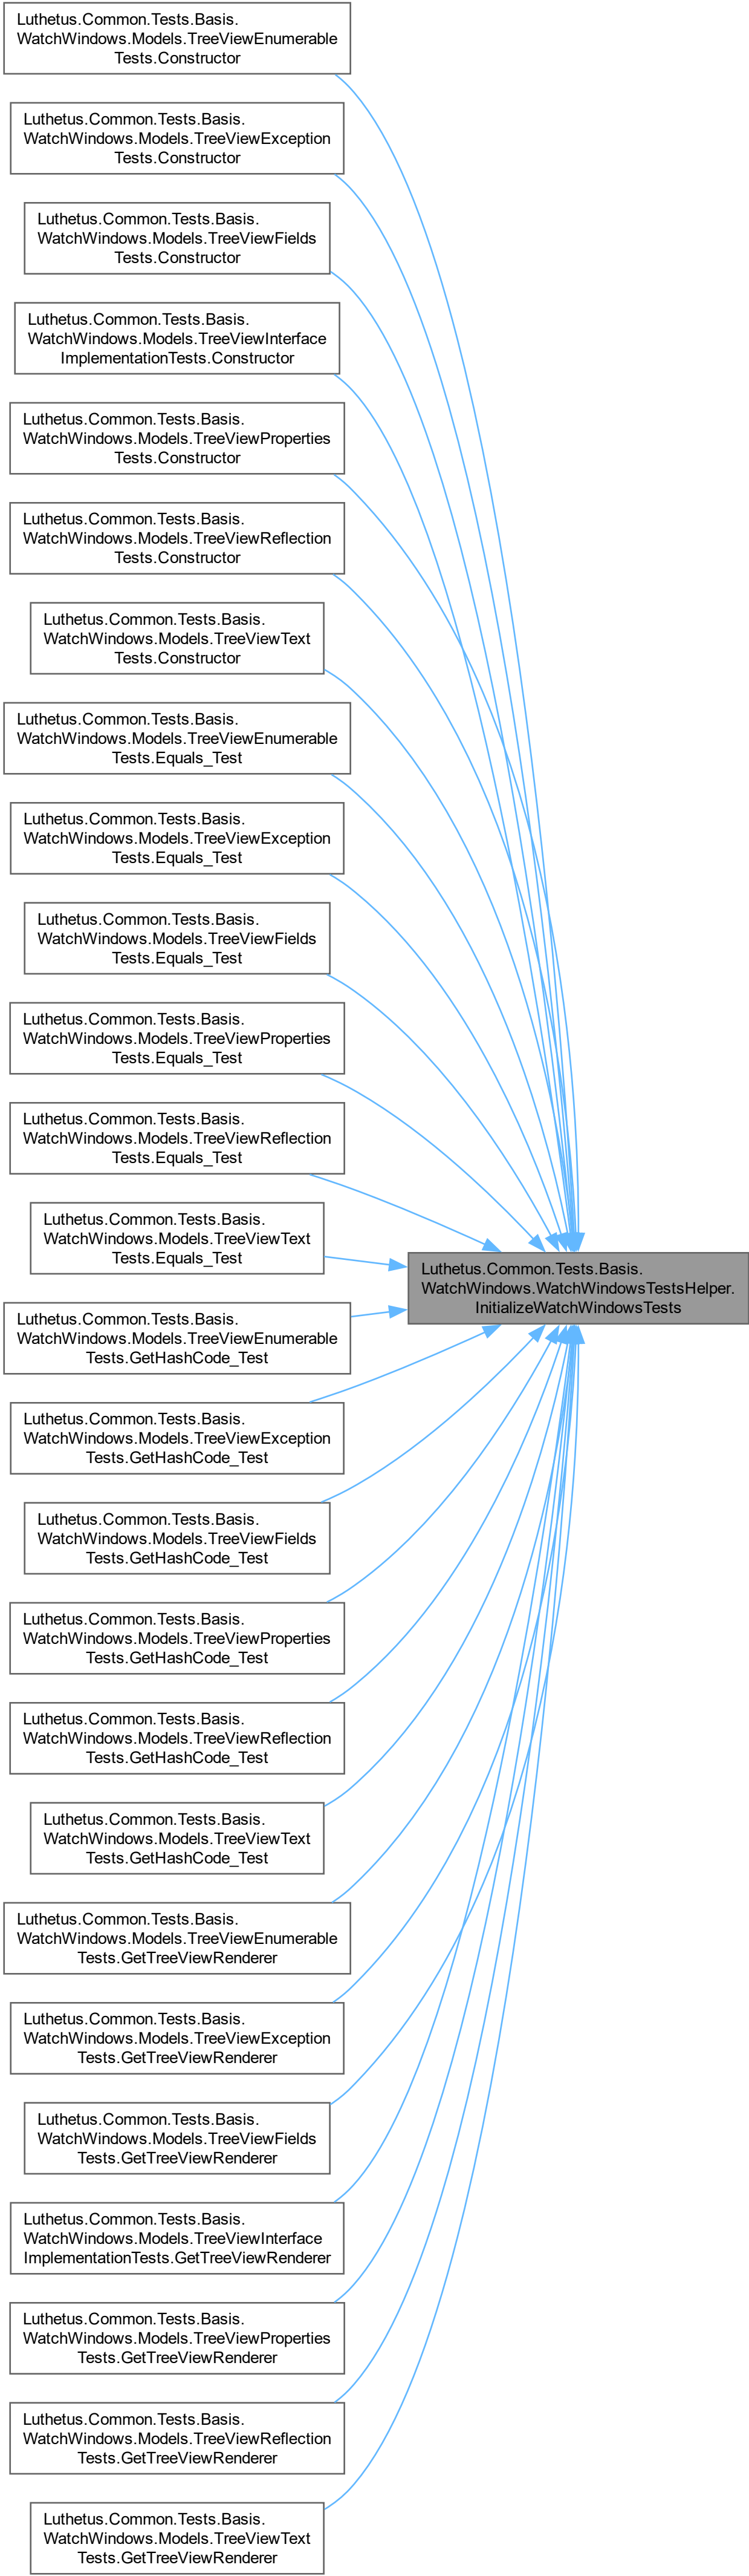 Luthetus.Common.Tests.Basis.
WatchWindows.Models.TreeViewEnumerable
Tests.Constructor
Luthetus.Common.Tests.Basis.
WatchWindows.Models.TreeViewException
Tests.Constructor
Luthetus.Common.Tests.Basis.
WatchWindows.Models.TreeViewFields
Tests.Constructor
Luthetus.Common.Tests.Basis.
WatchWindows.Models.TreeViewInterface
ImplementationTests.Constructor
Luthetus.Common.Tests.Basis.
WatchWindows.Models.TreeViewProperties
Tests.Constructor
Luthetus.Common.Tests.Basis.
WatchWindows.Models.TreeViewReflection
Tests.Constructor
Luthetus.Common.Tests.Basis.
WatchWindows.Models.TreeViewText
Tests.Constructor
Luthetus.Common.Tests.Basis.
WatchWindows.Models.TreeViewEnumerable
Tests.Equals_Test
Luthetus.Common.Tests.Basis.
WatchWindows.Models.TreeViewException
Tests.Equals_Test
Luthetus.Common.Tests.Basis.
WatchWindows.Models.TreeViewFields
Tests.Equals_Test
Luthetus.Common.Tests.Basis.
WatchWindows.Models.TreeViewProperties
Tests.Equals_Test
Luthetus.Common.Tests.Basis.
WatchWindows.Models.TreeViewReflection
Tests.Equals_Test
Luthetus.Common.Tests.Basis.
WatchWindows.Models.TreeViewText
Tests.Equals_Test
Luthetus.Common.Tests.Basis.
WatchWindows.WatchWindowsTestsHelper.
InitializeWatchWindowsTests
Luthetus.Common.Tests.Basis.
WatchWindows.Models.TreeViewEnumerable
Tests.GetHashCode_Test
Luthetus.Common.Tests.Basis.
WatchWindows.Models.TreeViewException
Tests.GetHashCode_Test
Luthetus.Common.Tests.Basis.
WatchWindows.Models.TreeViewFields
Tests.GetHashCode_Test
Luthetus.Common.Tests.Basis.
WatchWindows.Models.TreeViewProperties
Tests.GetHashCode_Test
Luthetus.Common.Tests.Basis.
WatchWindows.Models.TreeViewReflection
Tests.GetHashCode_Test
Luthetus.Common.Tests.Basis.
WatchWindows.Models.TreeViewText
Tests.GetHashCode_Test
Luthetus.Common.Tests.Basis.
WatchWindows.Models.TreeViewEnumerable
Tests.GetTreeViewRenderer
Luthetus.Common.Tests.Basis.
WatchWindows.Models.TreeViewException
Tests.GetTreeViewRenderer
Luthetus.Common.Tests.Basis.
WatchWindows.Models.TreeViewFields
Tests.GetTreeViewRenderer
Luthetus.Common.Tests.Basis.
WatchWindows.Models.TreeViewInterface
ImplementationTests.GetTreeViewRenderer
Luthetus.Common.Tests.Basis.
WatchWindows.Models.TreeViewProperties
Tests.GetTreeViewRenderer
Luthetus.Common.Tests.Basis.
WatchWindows.Models.TreeViewReflection
Tests.GetTreeViewRenderer
Luthetus.Common.Tests.Basis.
WatchWindows.Models.TreeViewText
Tests.GetTreeViewRenderer